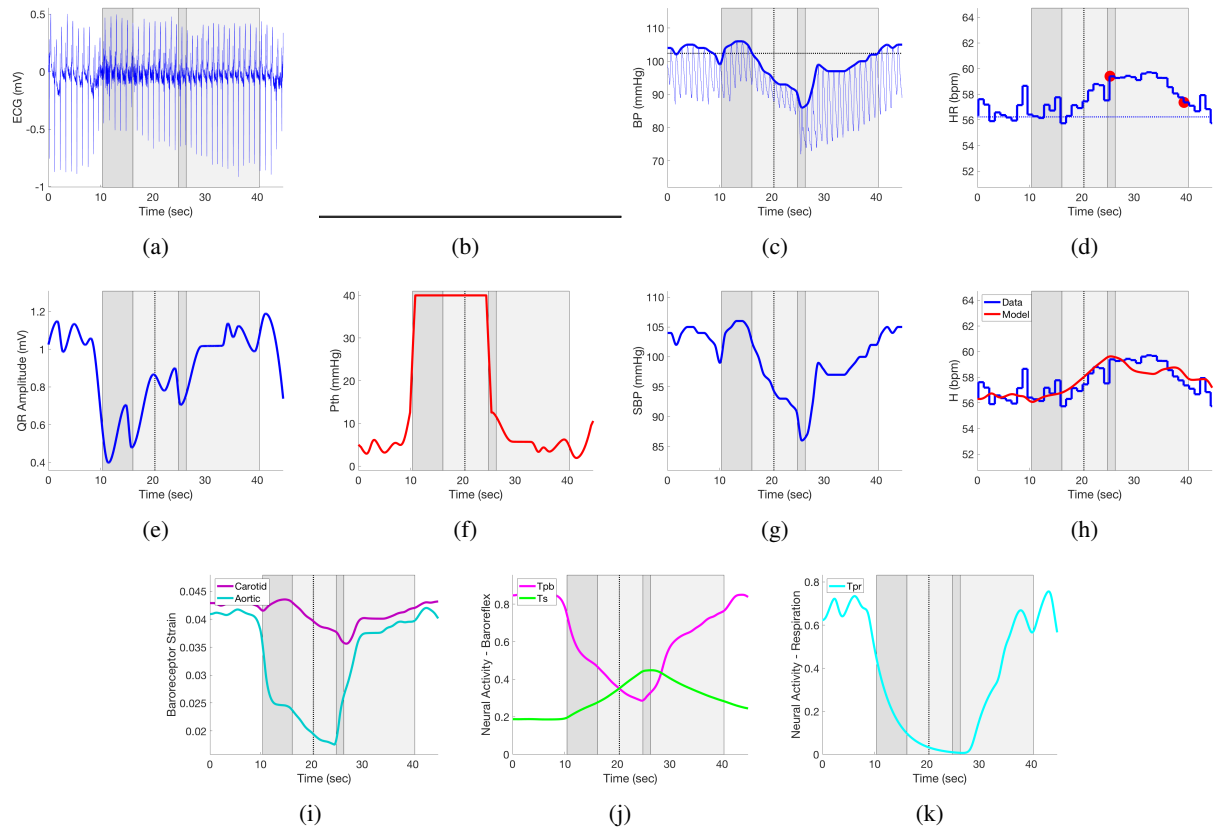 0.5
0
-0.5
-1
ECG (mV)
0 10 20 30 40
Time (sec)
(a)
(b)
110
100
90
80
70
BP (mmHg)
0 10 20 30 40
Time (sec)
(c)
64
62
60
58
56
54
52
HR (bpm)
0 10 20 30 40
Time (sec)
(d)
1.2
1
0.8
0.6
0.4
QR Amplitude (mV)
0 10 20 30 40
Time (sec)
(e)
40
30
20
10
0
Pth (mmHg)
0 10 20 30 40
Time (sec)
(f)
110
105
100
95
90
85
SBP (mmHg)
0 10 20 30 40
Time (sec)
(g)
64
62
60
58
56
54
52
H (bpm)
Data
Model
0 10 20 30 40
Time (sec)
(h)
0.045
0.04
0.035
0.03
0.025
0.02
Baroreceptor Strain
Carotid
Aortic
0 10 20 30 40
Time (sec)
(i)
0.8
0.6
0.4
0.2
0
Neural Activity - Baroreflex
Tpb
Ts
0 10 20 30 40
Time (sec)
(j)
0.8
0.6
0.4
0.2
0
Neural Activity - Respiration
Tpr
0 10 20 30 40
Time (sec)
(k)